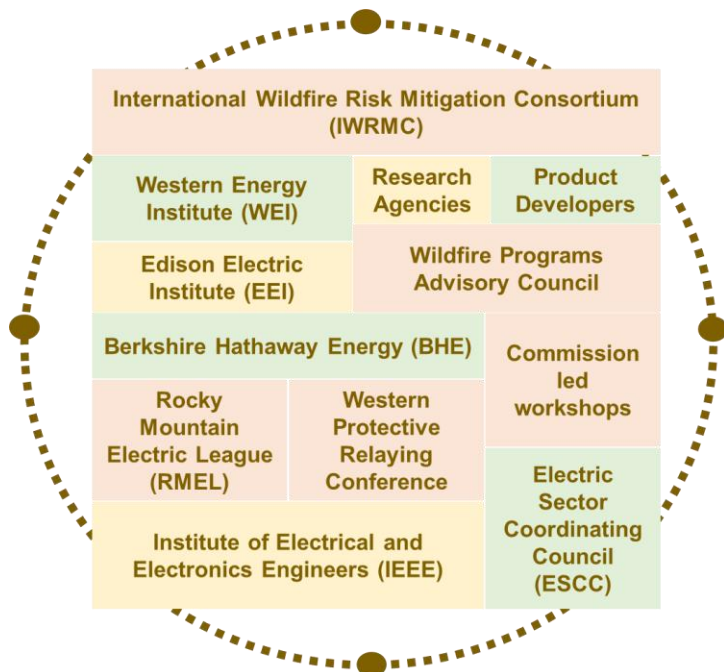 International Wildfire Risk Mitigation Consortium
(IWRMC)
Western Energy
Institute (WEI)
Research
Agencies
Product
Developers
Edison Electric
Institute (EEI)
Wildfire Programs
Advisory Council
Berkshire Hathaway Energy (BHE)
Commission
led
workshops
Rocky
Mountain
Electric League
(RMEL)
Western
Protective
Relaying
Conference
Electric
Sector
Coordinating
Council
(ESCC)
Institute of Electrical and
Electronics Engineers (IEEE)